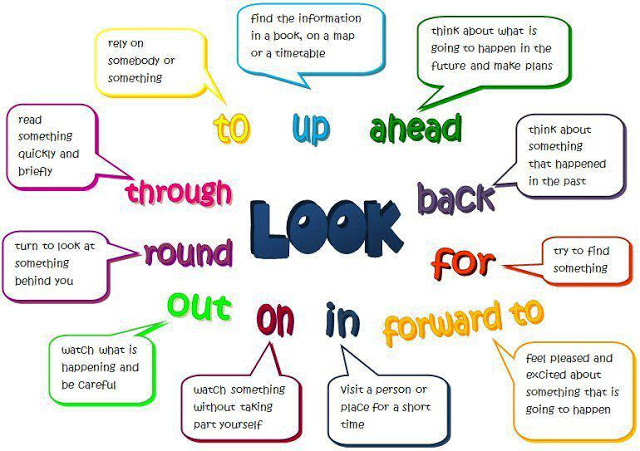 find the information
in a book, on a map
or a timetable
think about what is
going to happen in the
future and make plans
rely on
somebody or
something
to up ahead
read
something
quickly and
briefly
think about
something
that happened
in the past
through
LOOK
back
turn to look at
something
behind you
round
for
try to find
something
out
on
in
forward to
watch what is
happening and
be careful
watch something
without taking
part yourself
visit a person or
place for a short
time
feel pleased and
excited about
something that is
going to happen